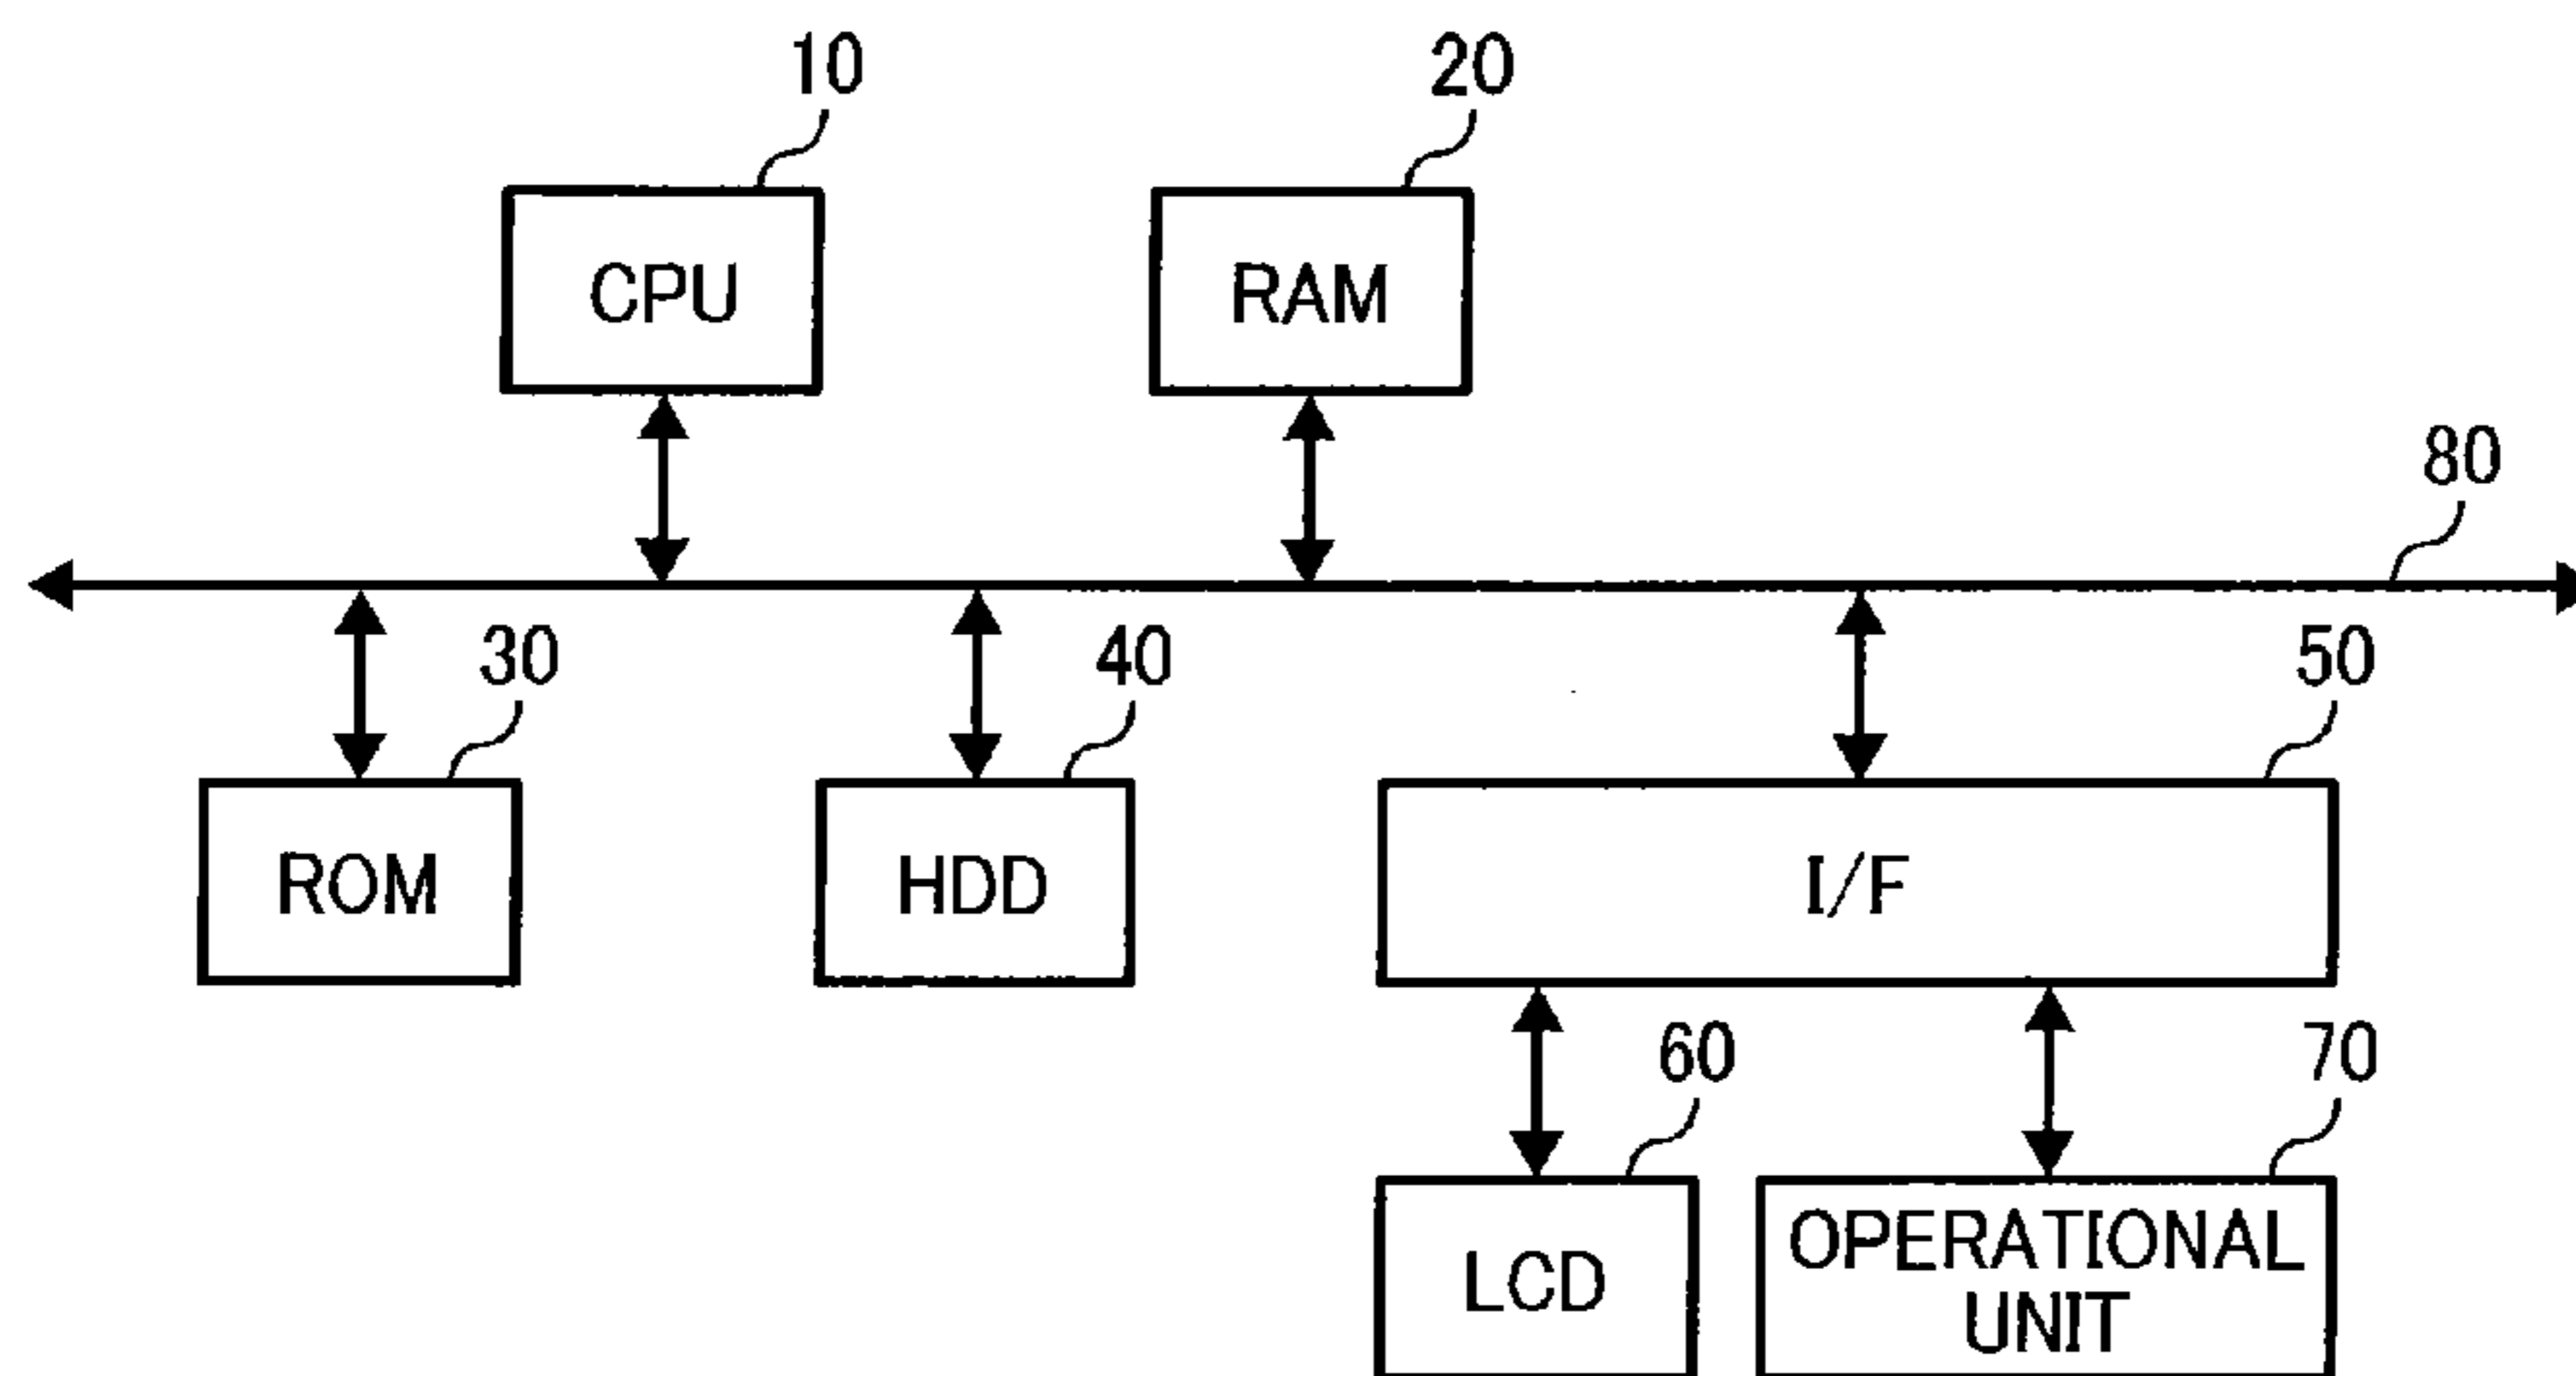 10
20
CPU
RAM
80
30
40
50
ROM
HDD
I/F
60
70
LCD
OPERATIONAL
UNIT